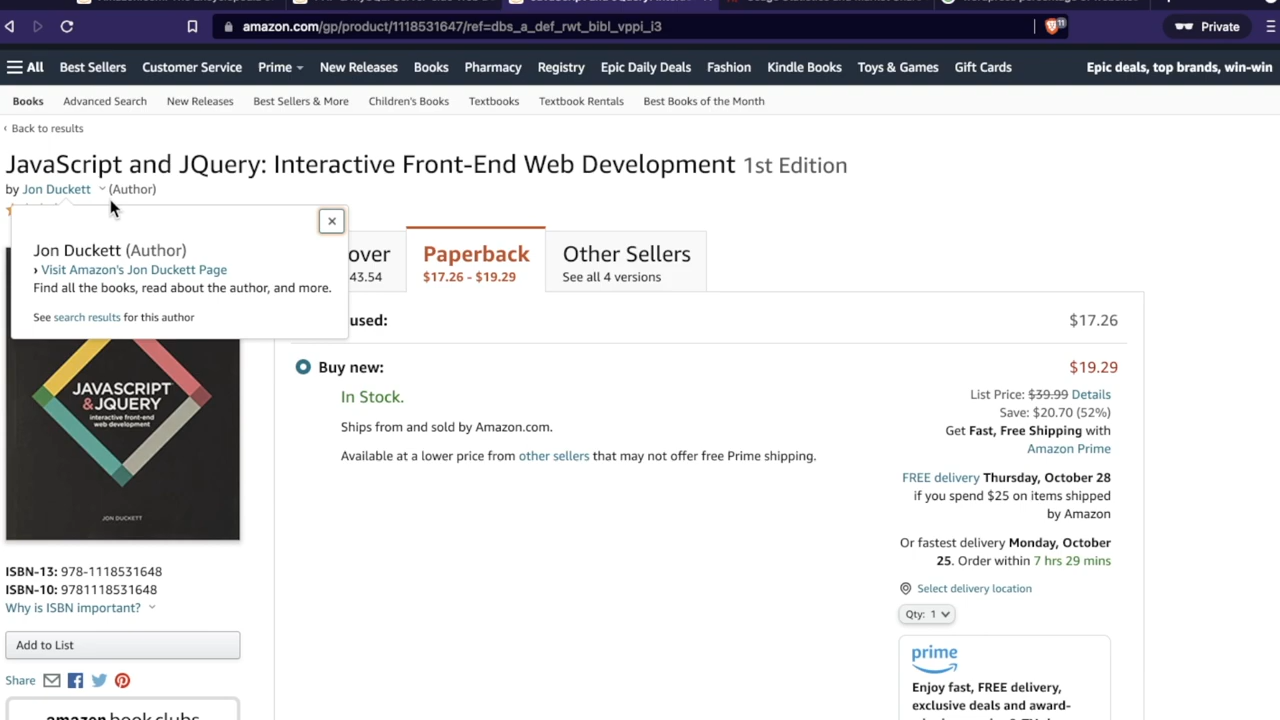 amazon.com/gp/product/1118531647/ref=dbs_a_def_rwt_bibl_vppi_i3
11
Private
All Best Sellers Customer Service Prime New Releases Books Pharmacy Registry Epic Daily Deals Fashion Kindle Books Toys & Games Gift Cards Epic deals, top brands, win-win
Books Advanced Search New Releases Best Sellers & More Children's Books Textbooks Textbook Rentals Best Books of the Month
‹ Back to results
JavaScript and JQuery: Interactive Front-End Web Development 1st Edition
by Jon Duckett (Author)
Jon Duckett (Author)
› Visit Amazon's Jon Duckett Page
Find all the books, read about the author, and more.
See search results for this author
over
43.54
Paperback
$17.26 - $19.29
Other Sellers
See all 4 versions
used: $17.26
Buy new: $19.29
In Stock.
Ships from and sold by Amazon.com.
Available at a lower price from other sellers that may not offer free Prime shipping.
List Price: $39.99 Details
Save: $20.70 (52%)
Get Fast, Free Shipping with
Amazon Prime
FREE delivery Thursday, October 28
if you spend $25 on items shipped
by Amazon
Or fastest delivery Monday, October
25. Order within 7 hrs 29 mins
Select delivery location
Qty: 1
prime
Enjoy fast, FREE delivery,
exclusive deals and award-
JAVASCRIPT
&JQUERY
interactive front-end
web development
JON DUCKETT
ISBN-13: 978-1118531648
ISBN-10: 9781118531648
Why is ISBN important?
Add to List
Share
amazon book clubs